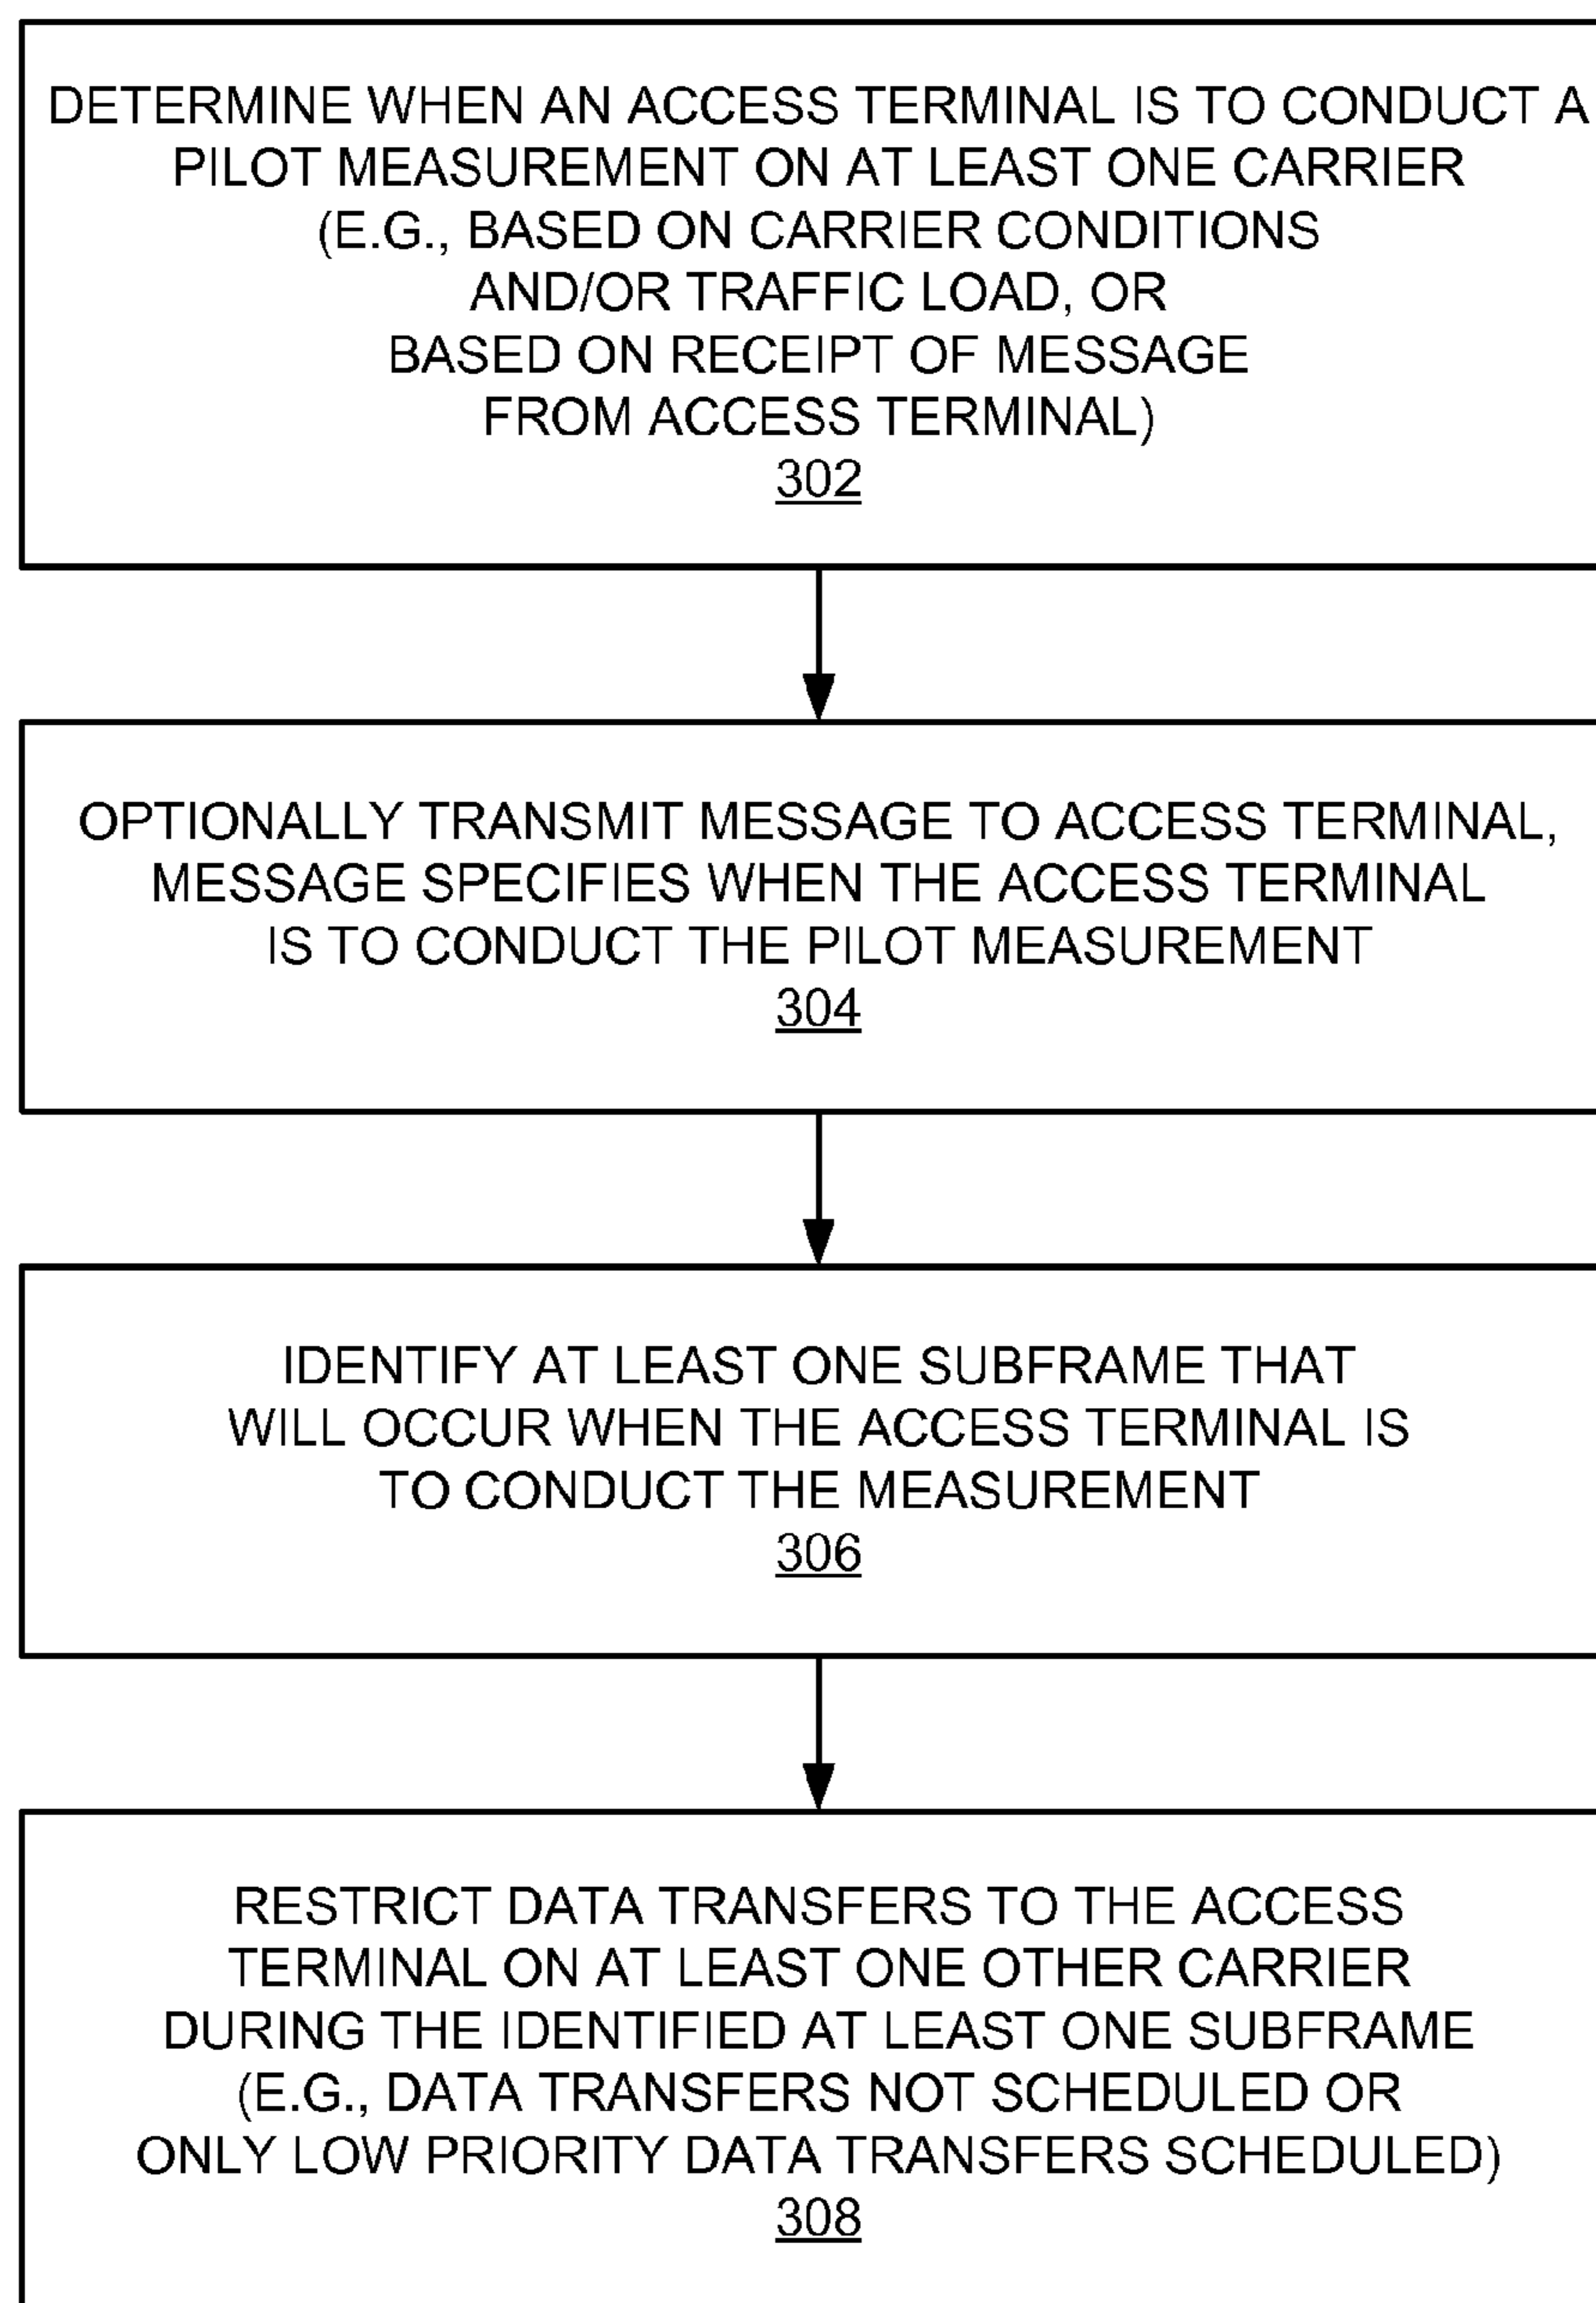 DETERMINE WHEN AN ACCESS TERMINAL IS TO CONDUCT A
PILOT MEASUREMENT ON AT LEAST ONE CARRIER
(E.G., BASED ON CARRIER CONDITIONS
AND/OR TRAFFIC LOAD, OR
BASED ON RECEIPT OF MESSAGE
FROM ACCESS TERMINAL)
302
OPTIONALLY TRANSMIT MESSAGE TO ACCESS TERMINAL,
MESSAGE SPECIFIES WHEN THE ACCESS TERMINAL
IS TO CONDUCT THE PILOT MEASUREMENT
304
IDENTIFY AT LEAST ONE SUBFRAME THAT
WILL OCCUR WHEN THE ACCESS TERMINAL IS
TO CONDUCT THE MEASUREMENT
306
RESTRICT DATA TRANSFERS TO THE ACCESS
TERMINAL ON AT LEAST ONE OTHER CARRIER
DURING THE IDENTIFIED AT LEAST ONE SUBFRAME
(E.G., DATA TRANSFERS NOT SCHEDULED OR
ONLY LOW PRIORITY DATA TRANSFERS SCHEDULED)
308